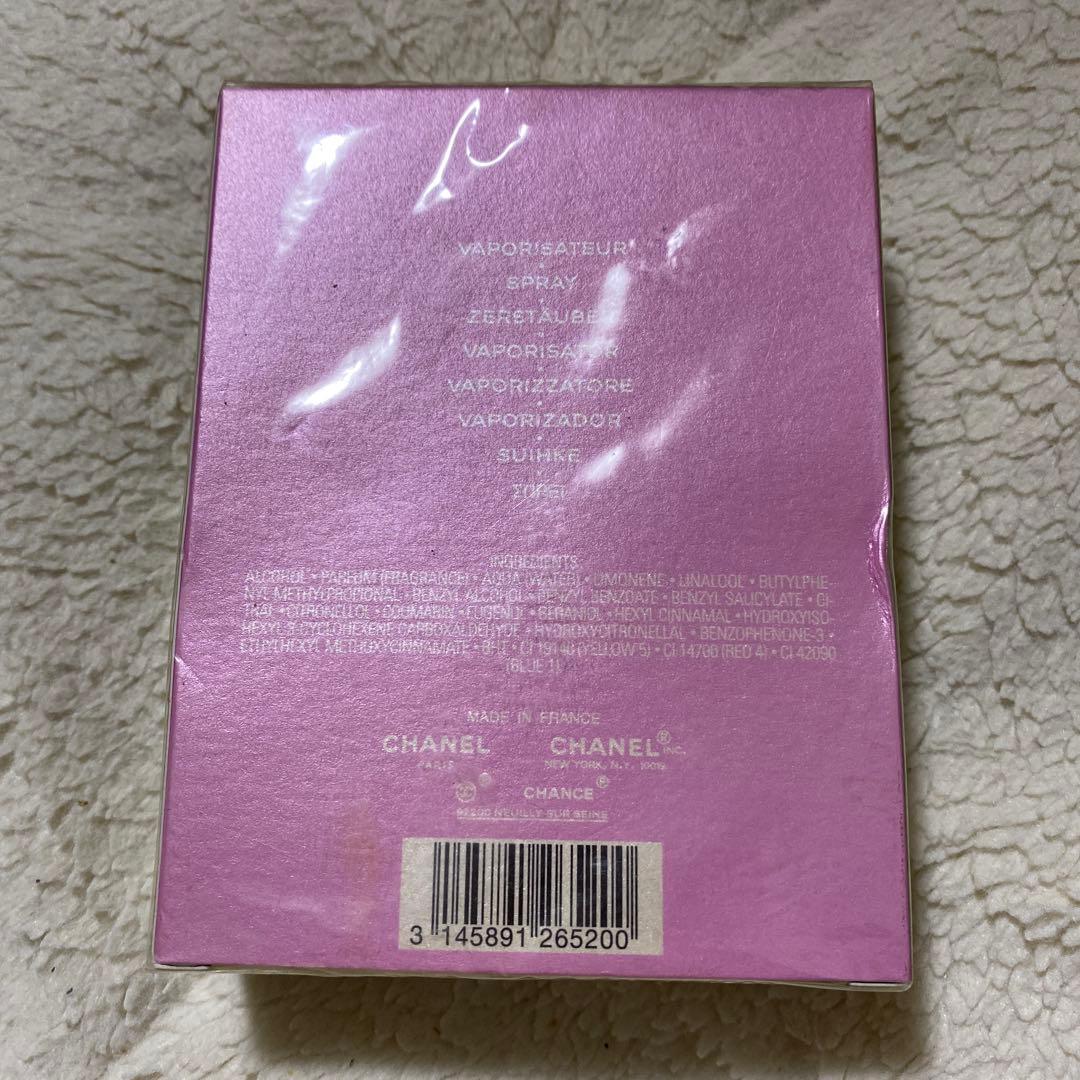 VAPORISATEUR
SPRAY
ZERSTÄUBER
VAPORISATOR
VAPORIZZATORE
VAPORIZADOR
SUIHKE
ΣΠΡΕΪ
INGREDIENTS:
ALCOHOL • PARFUM (FRAGRANCE) • AQUA (WATER) • LIMONENE • LINALOOL • BUTYLPHE-
NYL METHYLPROPIONAL • BENZYL ALCOHOL • BENZYL BENZOATE • BENZYL SALICYLATE • CI-
TRAL • CITRONELLOL • COUMARIN • EUGENOL • GERANIOL • HEXYL CINNAMAL • HYDROXYISO-
HEXYL 3-CYCLOHEXENE CARBOXALDEHYDE • HYDROXYCITRONELLAL • BENZOPHENONE-3 •
ETHYLHEXYL METHOXYCINNAMATE • BHT • CI 19140 (YELLOW 5) • CI 14700 (RED 4) • CI 42090
(BLUE 1)
MADE IN FRANCE
CHANEL CHANEL® INC.
PARIS NEW YORK, N.Y. 10019
® CHANCE®
92200 NEUILLY SUR SEINE
3 145891 265200